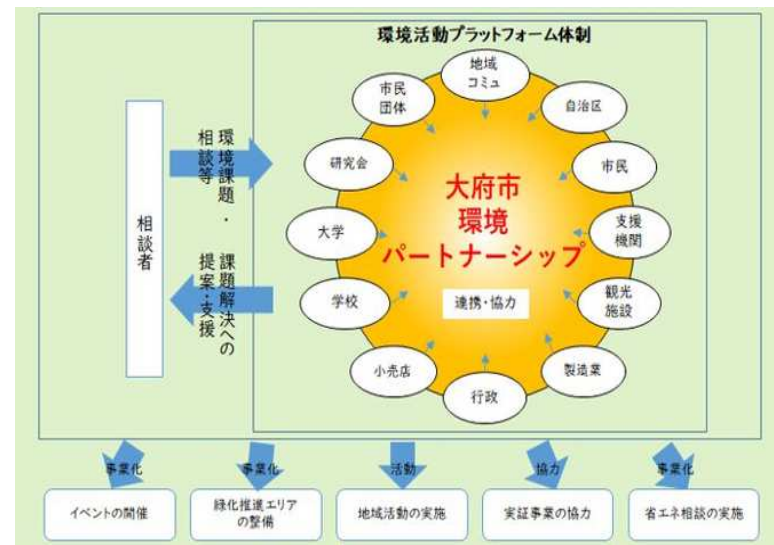 環境活動プラットフォーム体制
地域
コミュ
市民
団体
自治区
研究会
市民
大学
支援
機関
学校
観光
施設
小売店
製造業
行政
大府市
環境
パートナーシップ
連携・協力
相談者
環境課題・
相談等
課題解決への
提案・支援
事業化
事業化
活動
協力
事業化
イベントの開催
緑化推進エリア
の整備
地域活動の実施
実証事業の協力
省エネ相談の実施